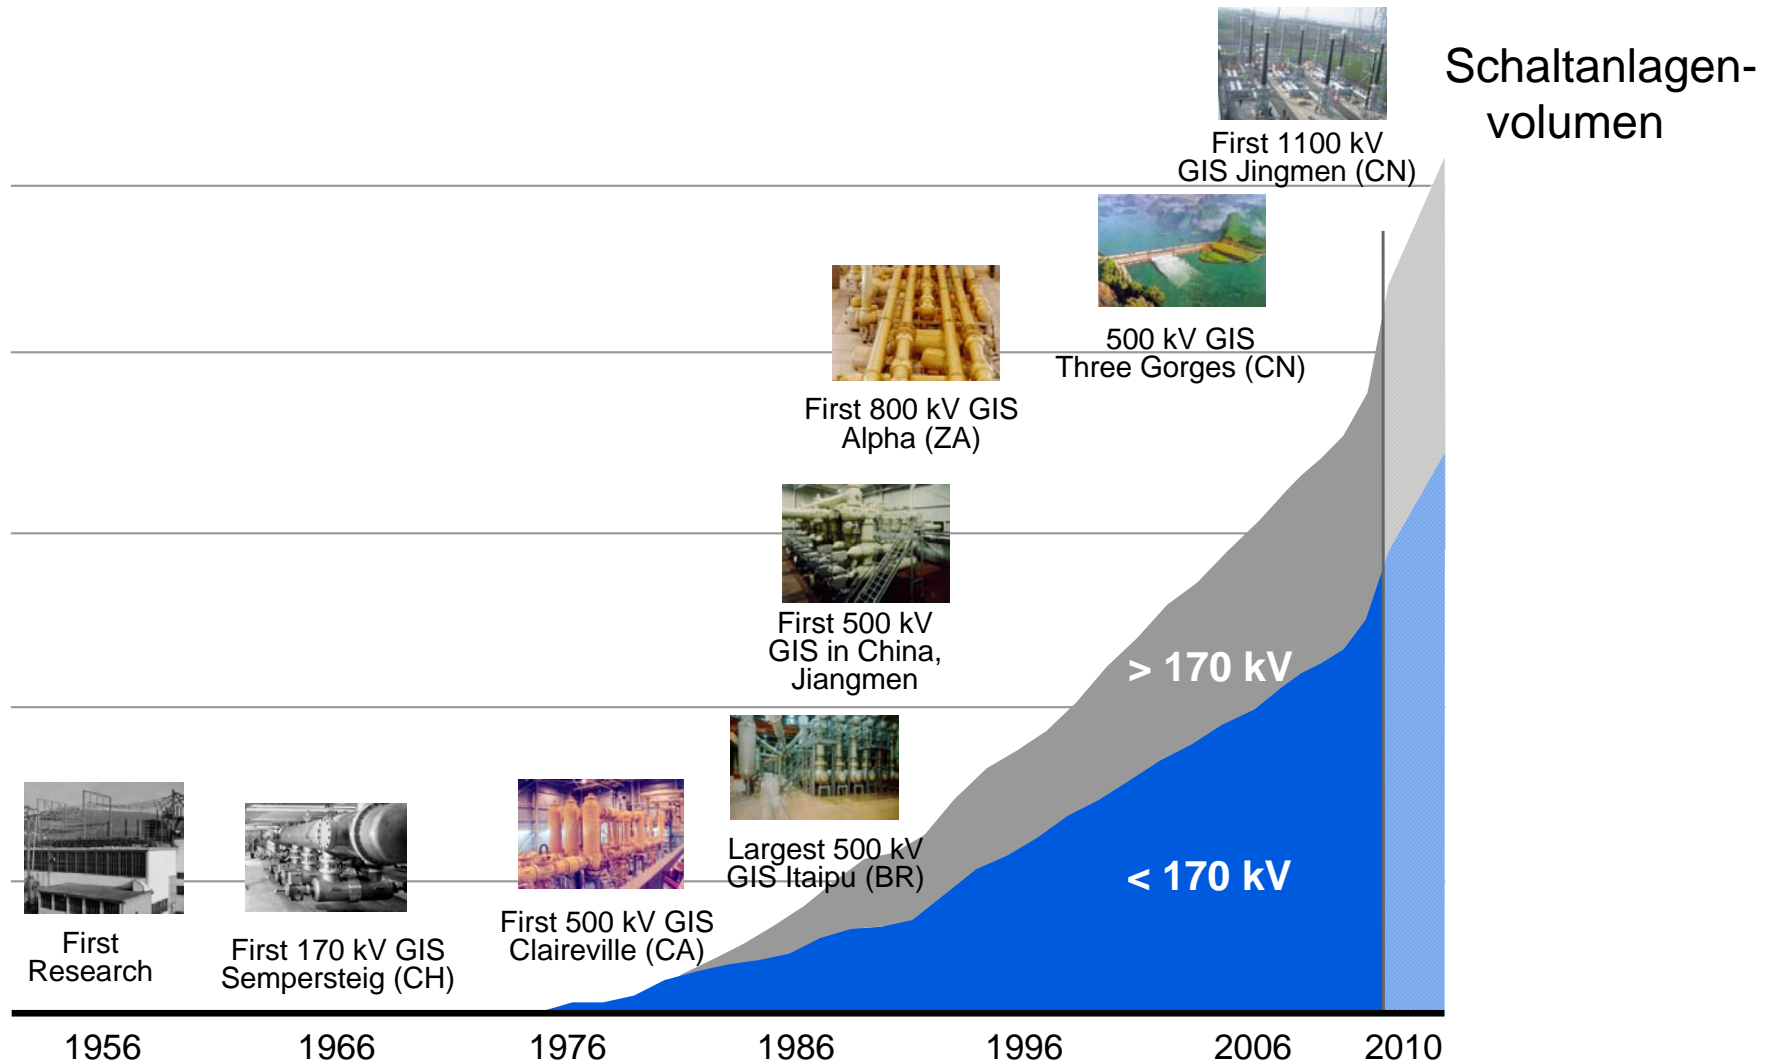 Schaltanlagen-
volumen
First 1100 kV
GIS Jingmen (CN)
500 kV GIS
Three Gorges (CN)
First 800 kV GIS
Alpha (ZA)
First 500 kV
GIS in China,
Jiangmen
> 170 kV
Largest 500 kV
GIS Itaipu (BR)
< 170 kV
First 500 kV GIS
Claireville (CA)
First
Research
First 170 kV GIS
Sempersteig (CH)
1956 1966 1976 1986 1996 2006 2010